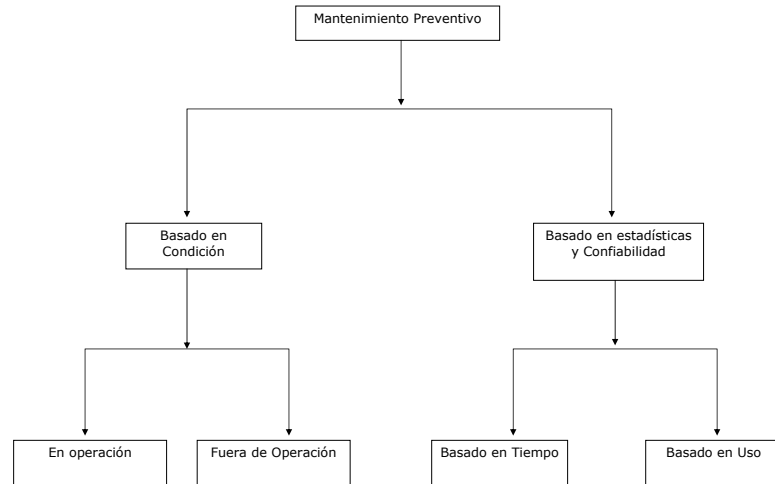 Mantenimiento Preventivo
Basado en
Condición
Basado en estadísticas
y Confiabilidad
En operación
Fuera de Operación
Basado en Tiempo
Basado en Uso